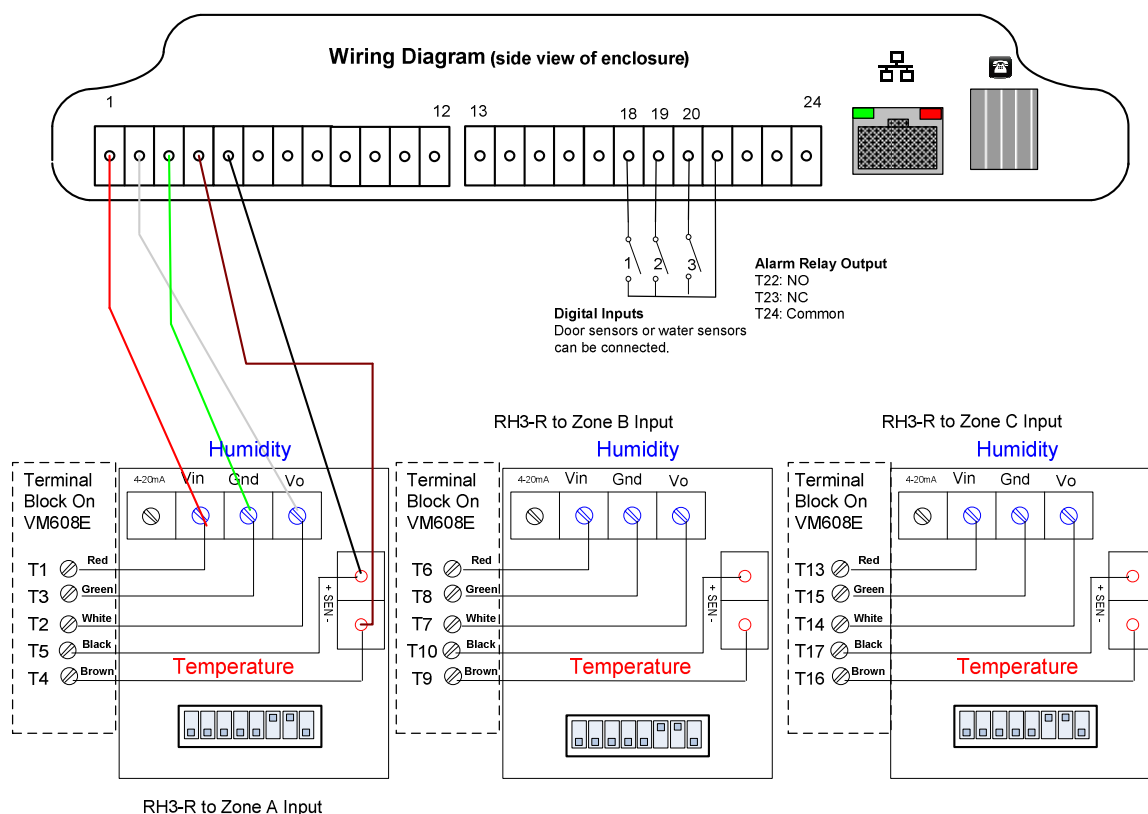 Wiring Diagram (side view of enclosure)
1
12
13
18
19
20
24
1
2
3
Alarm Relay Output
T22: NO
T23: NC
T24: Common
Digital Inputs
Door sensors or water sensors
can be connected.
Humidity
Terminal
Block On
VM608E
4-20mA
Vin
Gnd
Vo
T1
Red
T3
Green
T2
White
T5
Black
T4
Brown
+ SEN -
Temperature
RH3-R to Zone A Input
RH3-R to Zone B Input
Humidity
Terminal
Block On
VM608E
4-20mA
Vin
Gnd
Vo
T6
Red
T8
Green
T7
White
T10
Black
T9
Brown
+ SEN -
Temperature
RH3-R to Zone C Input
Humidity
Terminal
Block On
VM608E
4-20mA
Vin
Gnd
Vo
T13
Red
T15
Green
T14
White
T17
Black
T16
Brown
+ SEN -
Temperature